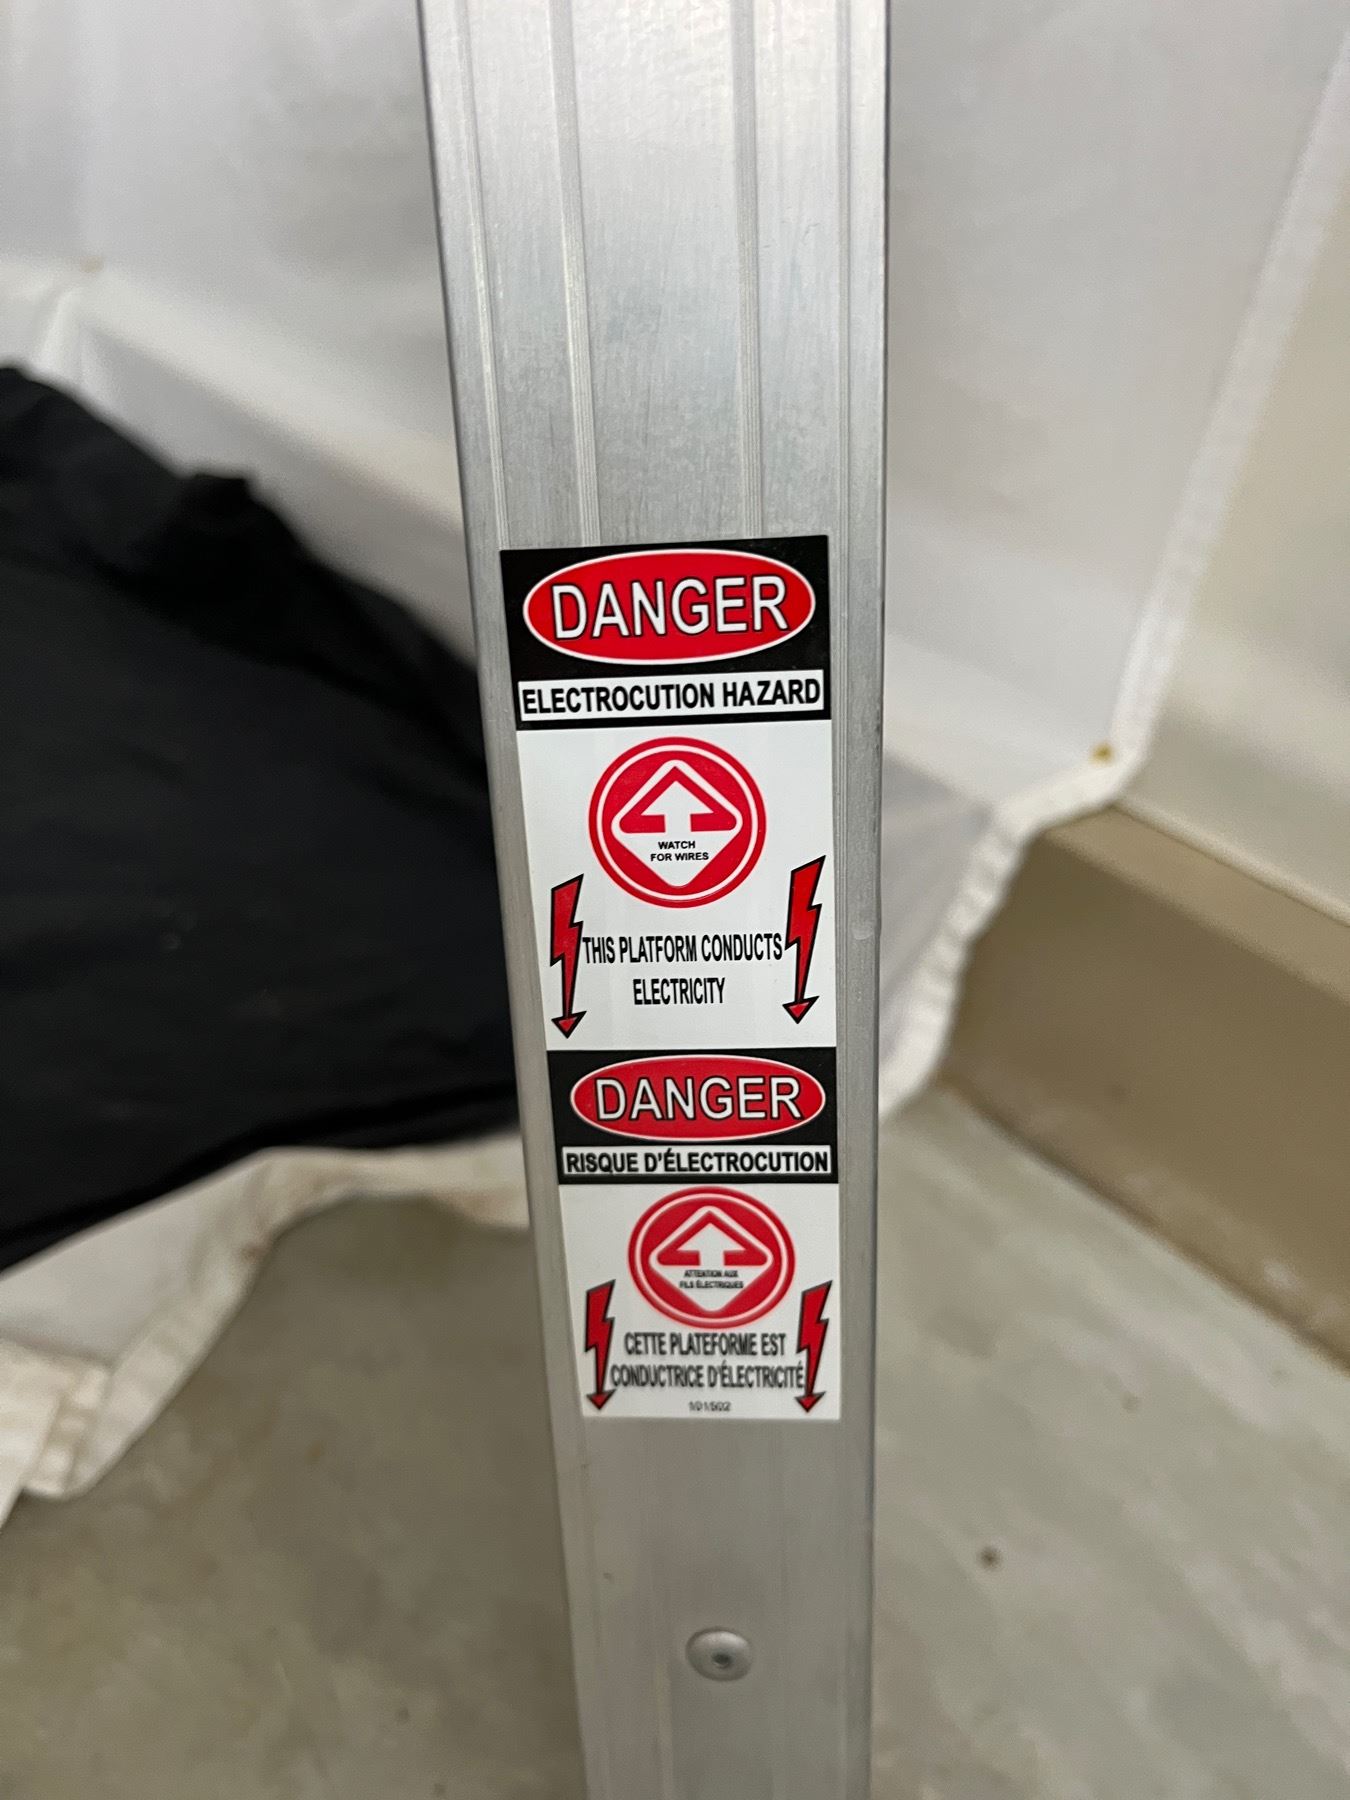 DANGER
ELECTROCUTION HAZARD
WATCH
FOR WIRES
THIS PLATFORM CONDUCTS
ELECTRICITY
DANGER
RISQUE D'ÉLECTROCUTION
ATTENTION AUX
FILS ÉLECTRIQUES
CETTE PLATEFORME EST
CONDUCTRICE D'ÉLECTRICITÉ
101502